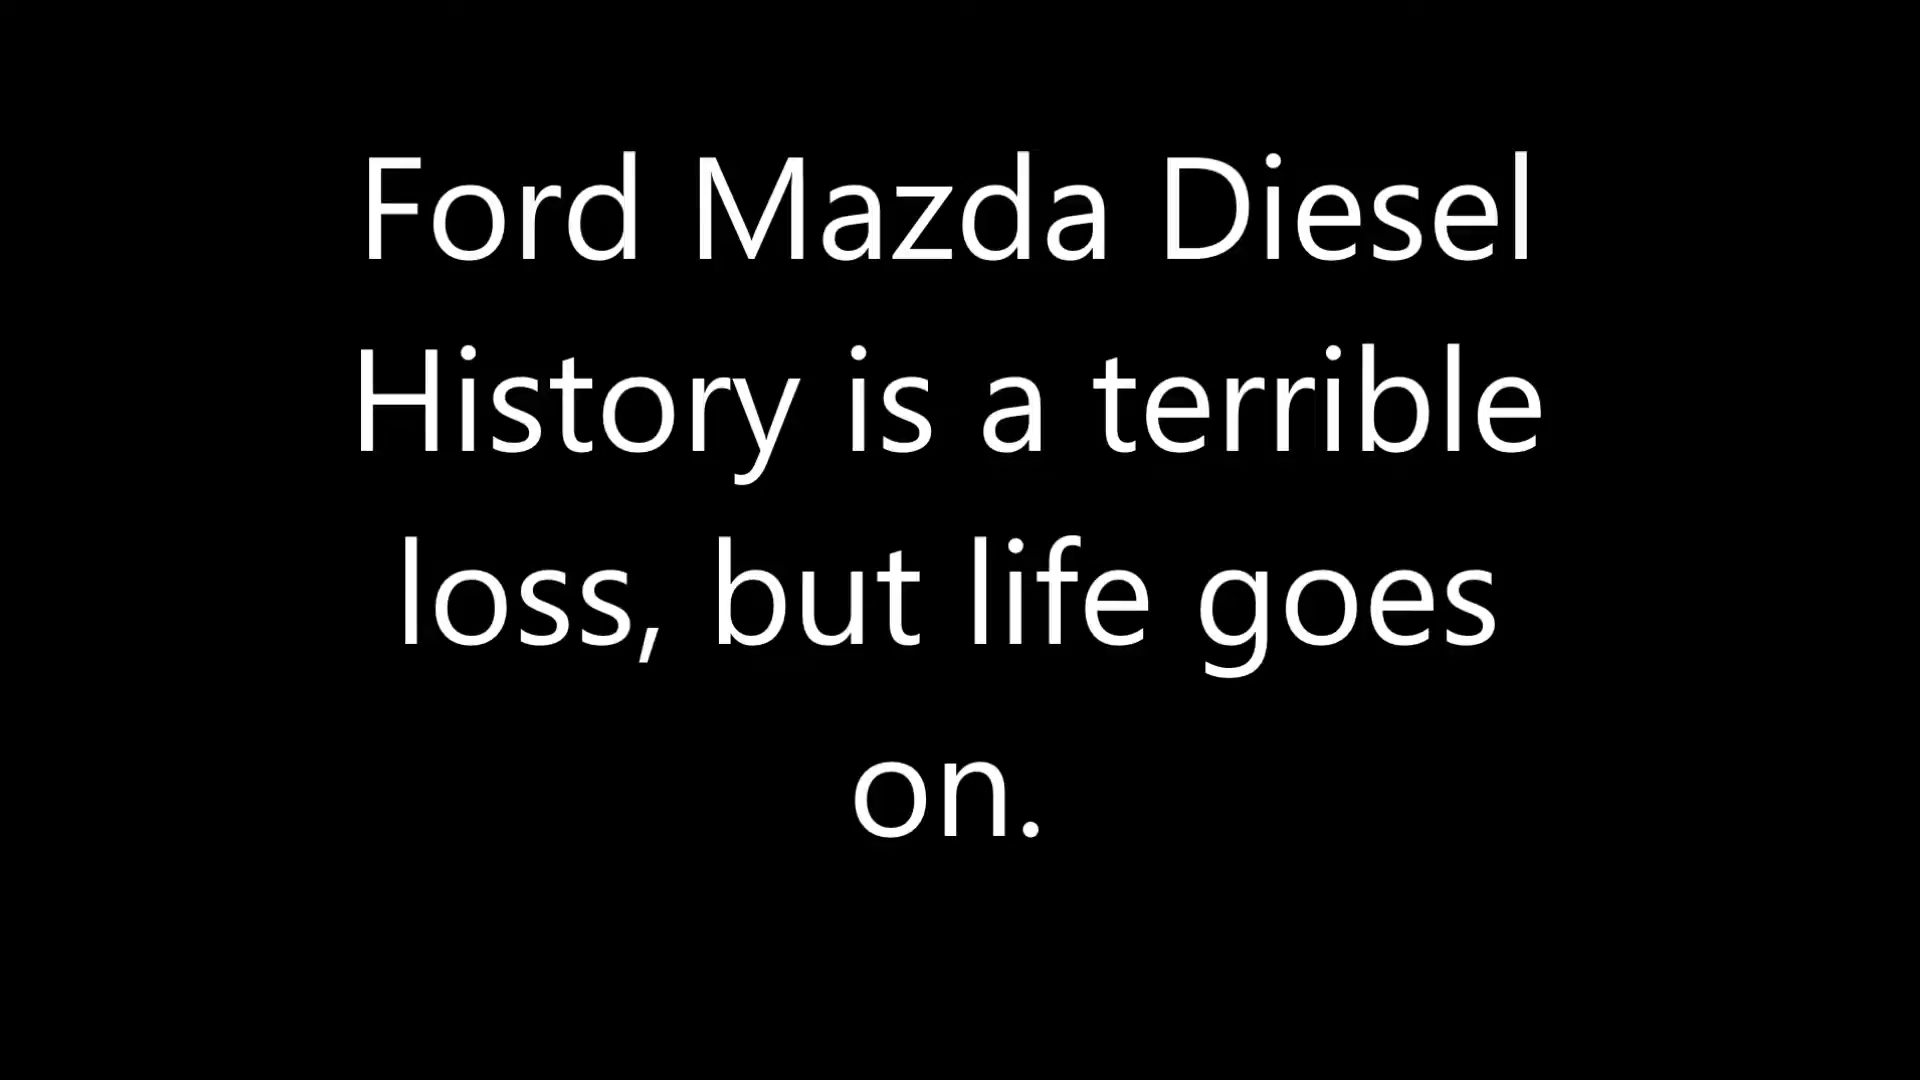 Ford Mazda Diesel
History is a terrible
loss, but life goes
on.